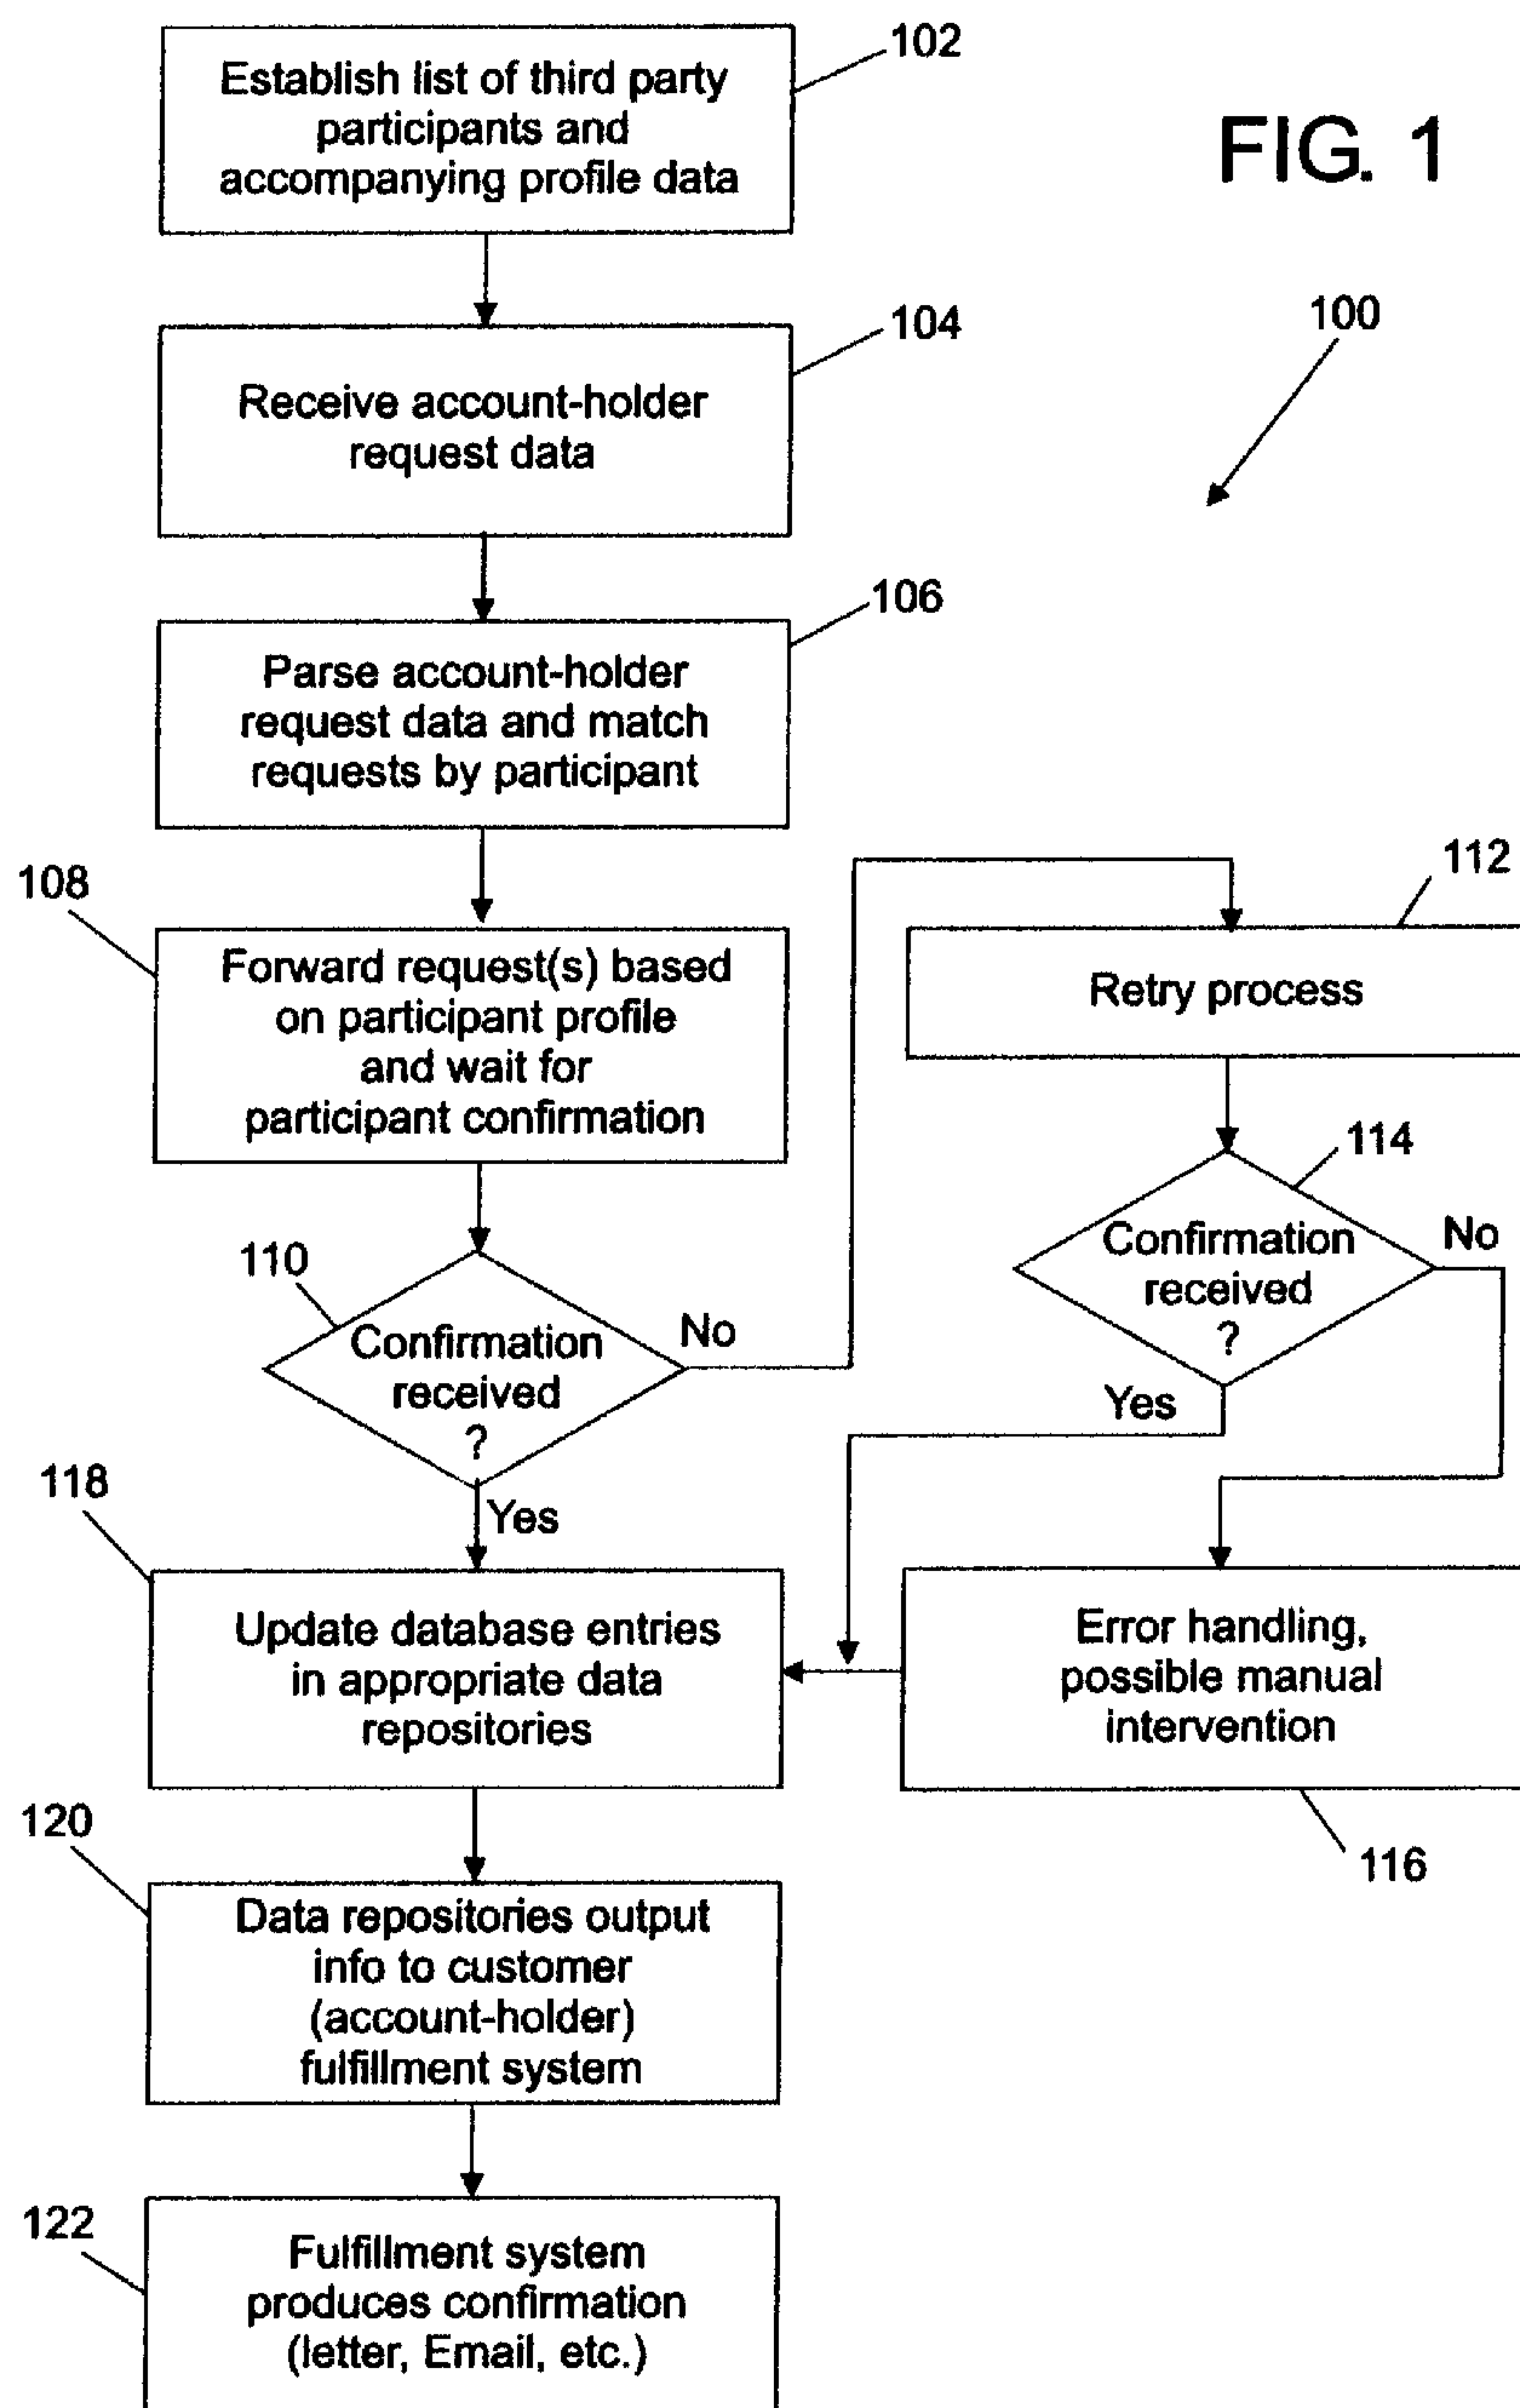 102
Establish list of third party
participants and
accompanying profile data
FIG. 1
104
100
Receive account-holder
request data
106
Parse account-holder
request data and match
requests by participant
108
Forward request(s) based
on participant profile
and wait for
participant confirmation
112
Retry process
114
Confirmation
received
?
No
Yes
110
Confirmation
received
?
No
Yes
118
Update database entries
in appropriate data
repositories
Error handling,
possible manual
intervention
116
120
Data repositories output
info to customer
(account-holder)
fulfillment system
122
Fulfillment system
produces confirmation
(letter, Email, etc.)